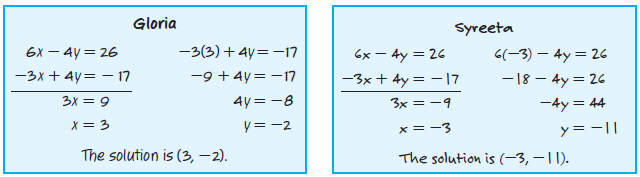 Gloria
6x − 4y = 26 −3(3) + 4y = −17
−3x + 4y = − 17 −9 + 4y = −17
3x = 9 4y = −8
x = 3 y = −2
The solution is (3, −2).
Syreeta
6x − 4y = 26 6(−3) − 4y = 26
−3x + 4y = − 17 −18 − 4y = 26
3x = −9 −4y = 44
x = −3 y = −11
The solution is (−3, −11).